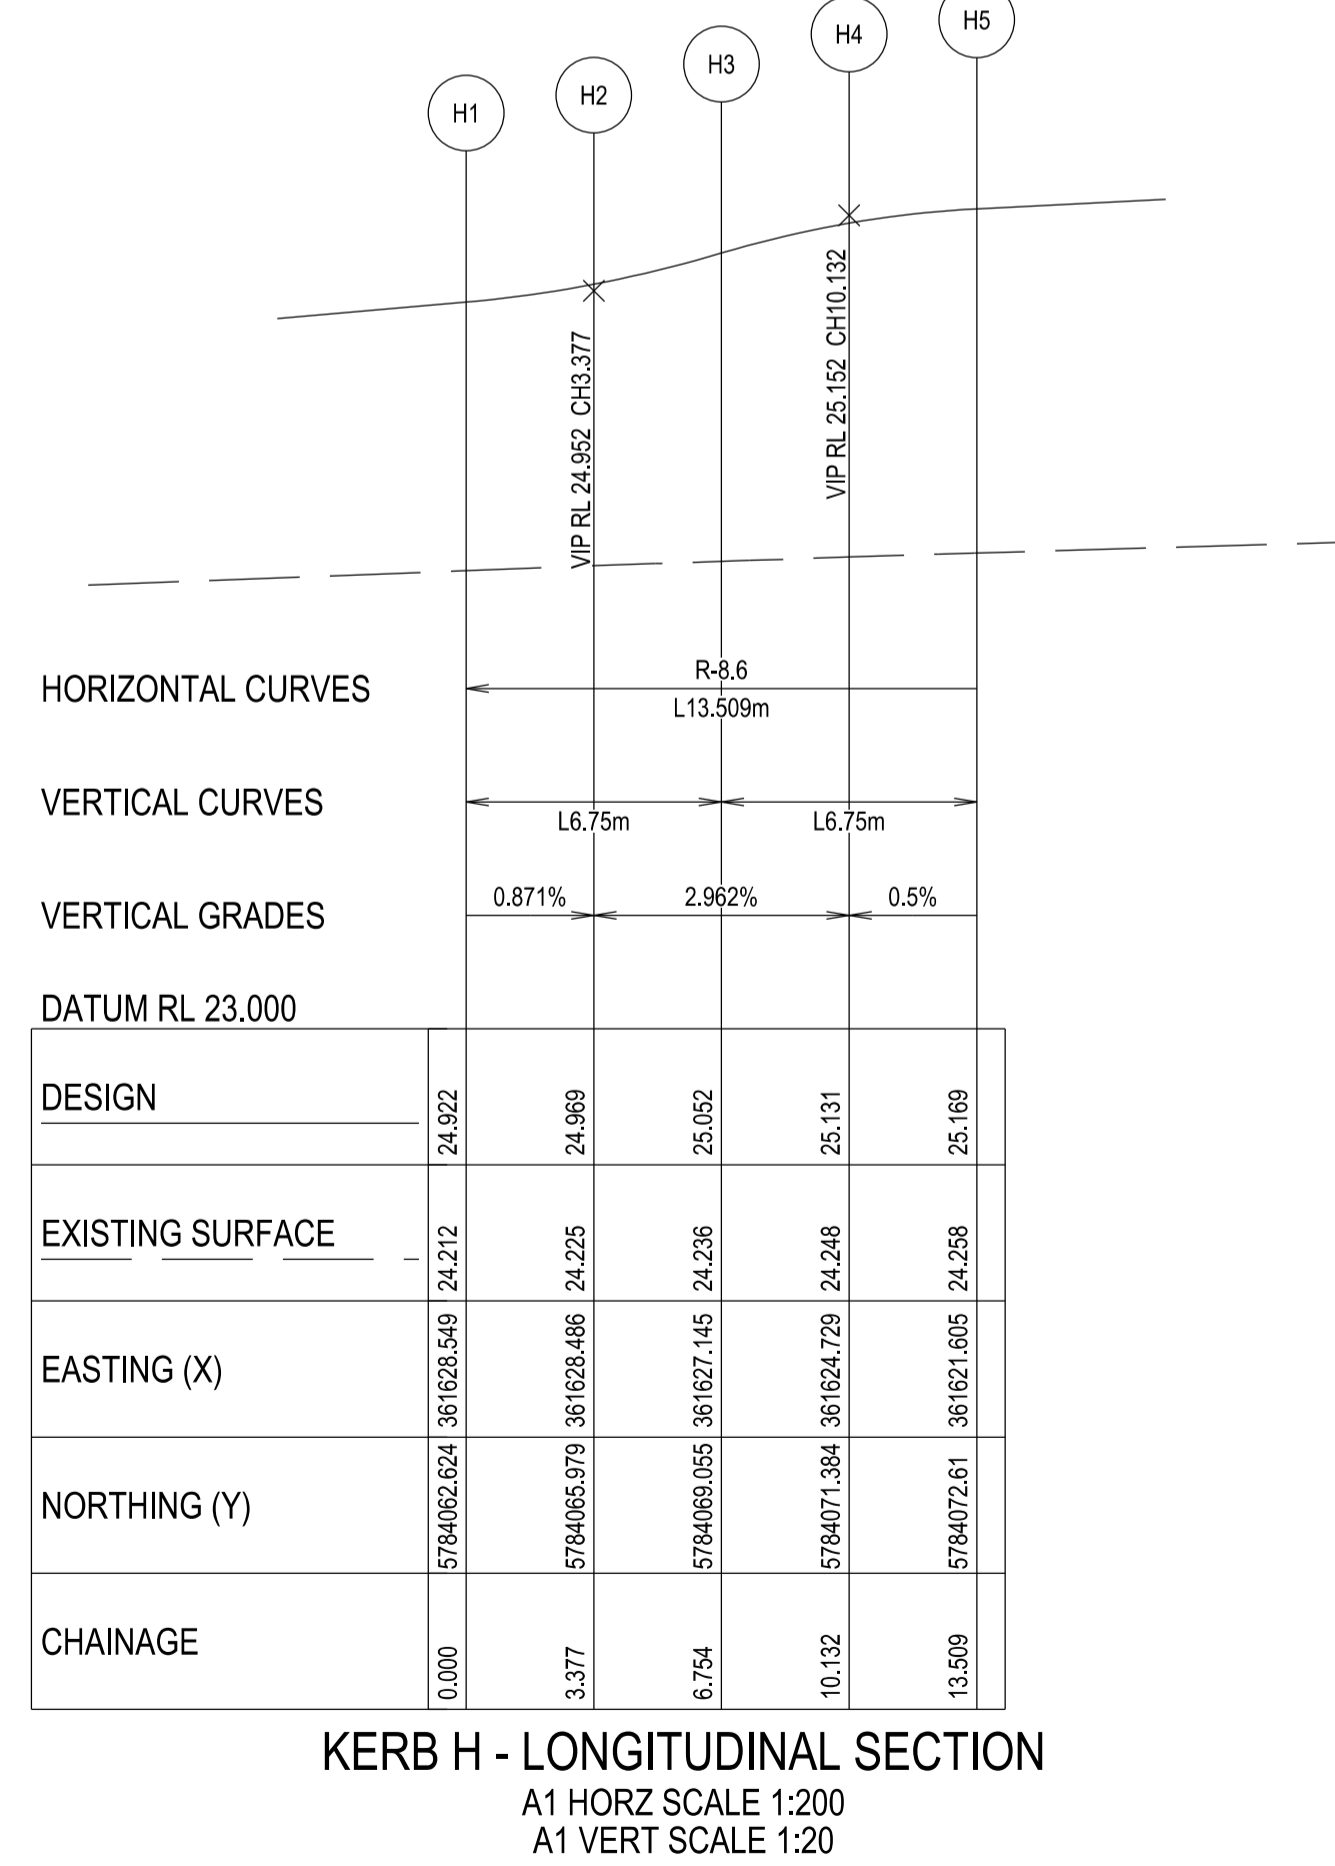 H1
H2
H3
H4
H5
VIP RL 24.952 CH3.377
VIP RL 25.152 CH10.132
HORIZONTAL CURVES
R-8.6
L13.509m
VERTICAL CURVES
L6.75m
L6.75m
VERTICAL GRADES
0.871%
2.962%
0.5%
DATUM RL 23.000
DESIGN
24.922
24.969
25.052
25.131
25.169
EXISTING SURFACE
24.212
24.225
24.236
24.248
24.258
EASTING (X)
361628.549
361628.486
361627.145
361624.729
361621.605
NORTHING (Y)
5784062.624
5784065.979
5784069.055
5784071.384
5784072.61
CHAINAGE
0.000
3.377
6.754
10.132
13.509
KERB H - LONGITUDINAL SECTION
A1 HORZ SCALE 1:200
A1 VERT SCALE 1:20